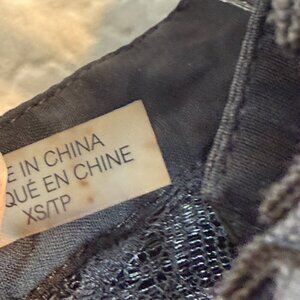 E IN CHINA
QUÉ EN CHINE
XS/TP